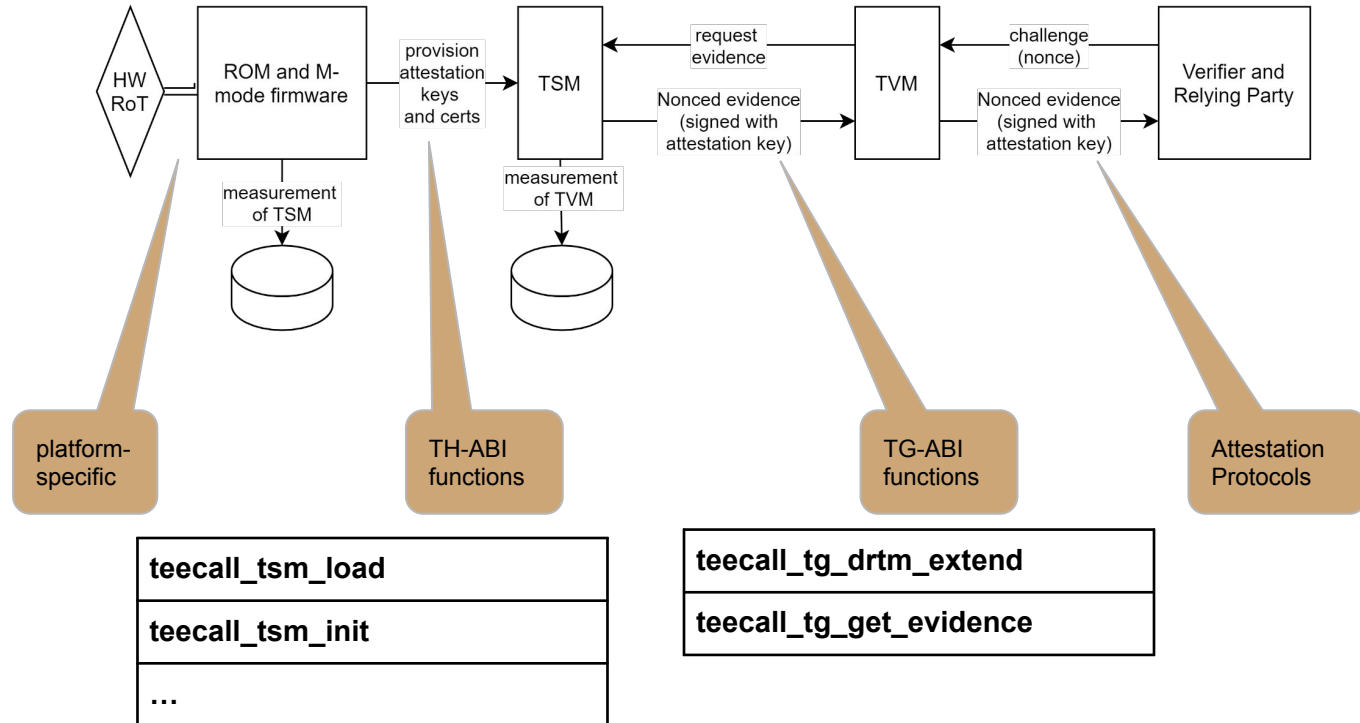 HW
RoT
ROM and M-
mode firmware
provision
attestation
keys
and certs
TSM
request
evidence
Nonced evidence
(signed with
attestation key)
TVM
challenge
(nonce)
Nonced evidence
(signed with
attestation key)
Verifier and
Relying Party
measurement
of TSM
measurement
of TVM
platform-
specific
TH-ABI
functions
TG-ABI
functions
Attestation
Protocols
teecall_tsm_load
teecall_tsm_init
...
teecall_tg_drtm_extend
teecall_tg_get_evidence